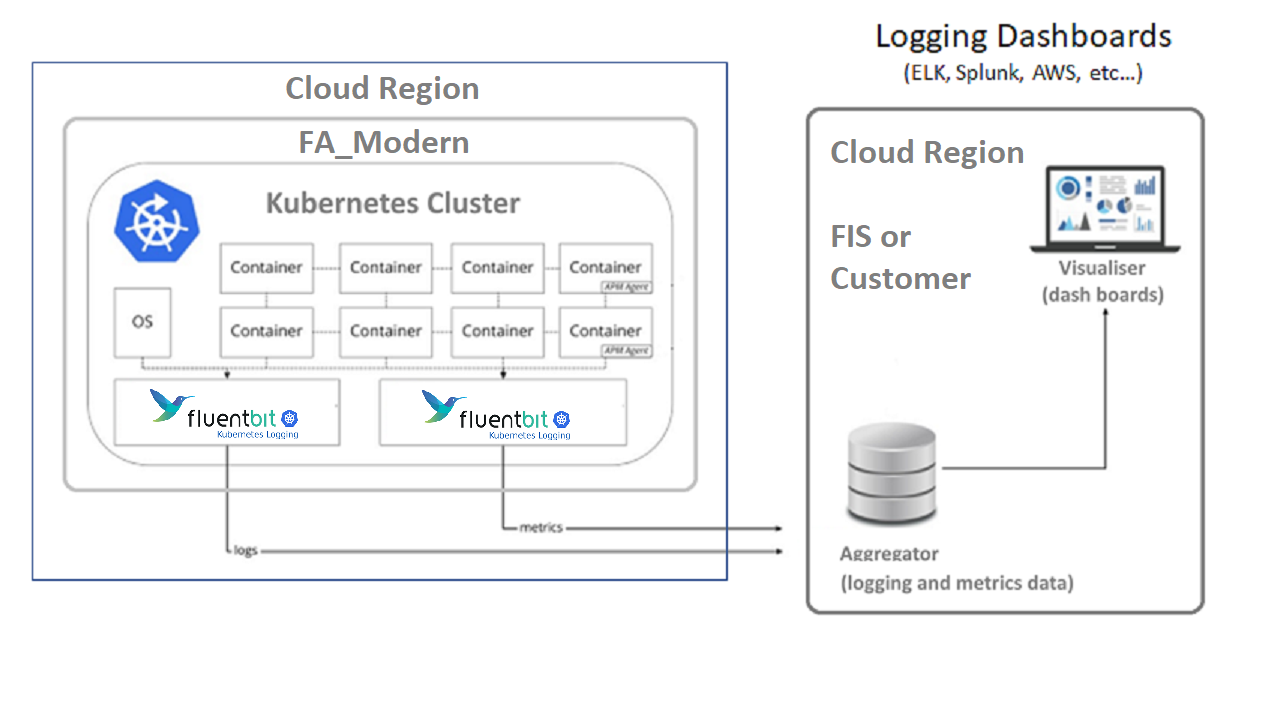 Logging Dashboards
(ELK, Splunk, AWS, etc...)
Cloud Region
FA_Modern
Kubernetes Cluster
Container
Container
Container
Container
APM Agent
OS
Container
Container
Container
Container
APM Agent
fluentbit
Kubernetes Logging
fluentbit
Kubernetes Logging
metrics
logs
Cloud Region
FIS or
Customer
Visualiser
(dash boards)
Aggregator
(logging and metrics data)